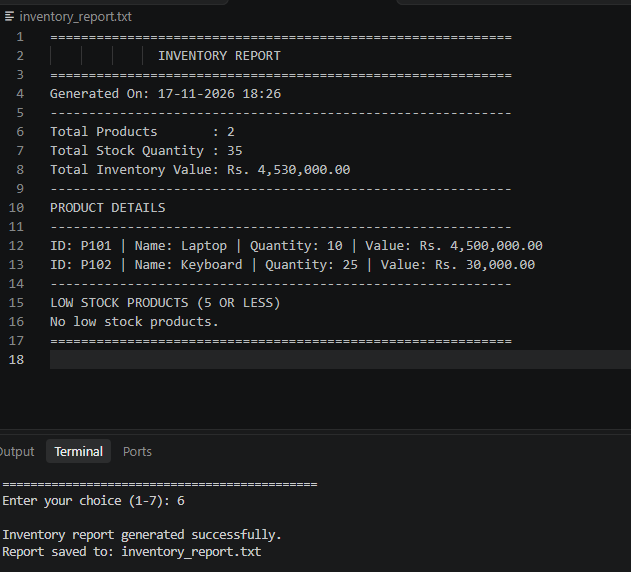 inventory_report.txt
1 ============================================================
2 INVENTORY REPORT
3 ============================================================
4 Generated On: 17-11-2026 18:26
5 ------------------------------------------------------------
6 Total Products       : 2
7 Total Stock Quantity : 35
8 Total Inventory Value: Rs. 4,530,000.00
9 ------------------------------------------------------------
10 PRODUCT DETAILS
11 ------------------------------------------------------------
12 ID: P101 | Name: Laptop | Quantity: 10 | Value: Rs. 4,500,000.00
13 ID: P102 | Name: Keyboard | Quantity: 25 | Value: Rs. 30,000.00
14 ------------------------------------------------------------
15 LOW STOCK PRODUCTS (5 OR LESS)
16 No low stock products.
17 ============================================================
18
Output Terminal Ports
=============================================
Enter your choice (1-7): 6
Inventory report generated successfully.
Report saved to: inventory_report.txt